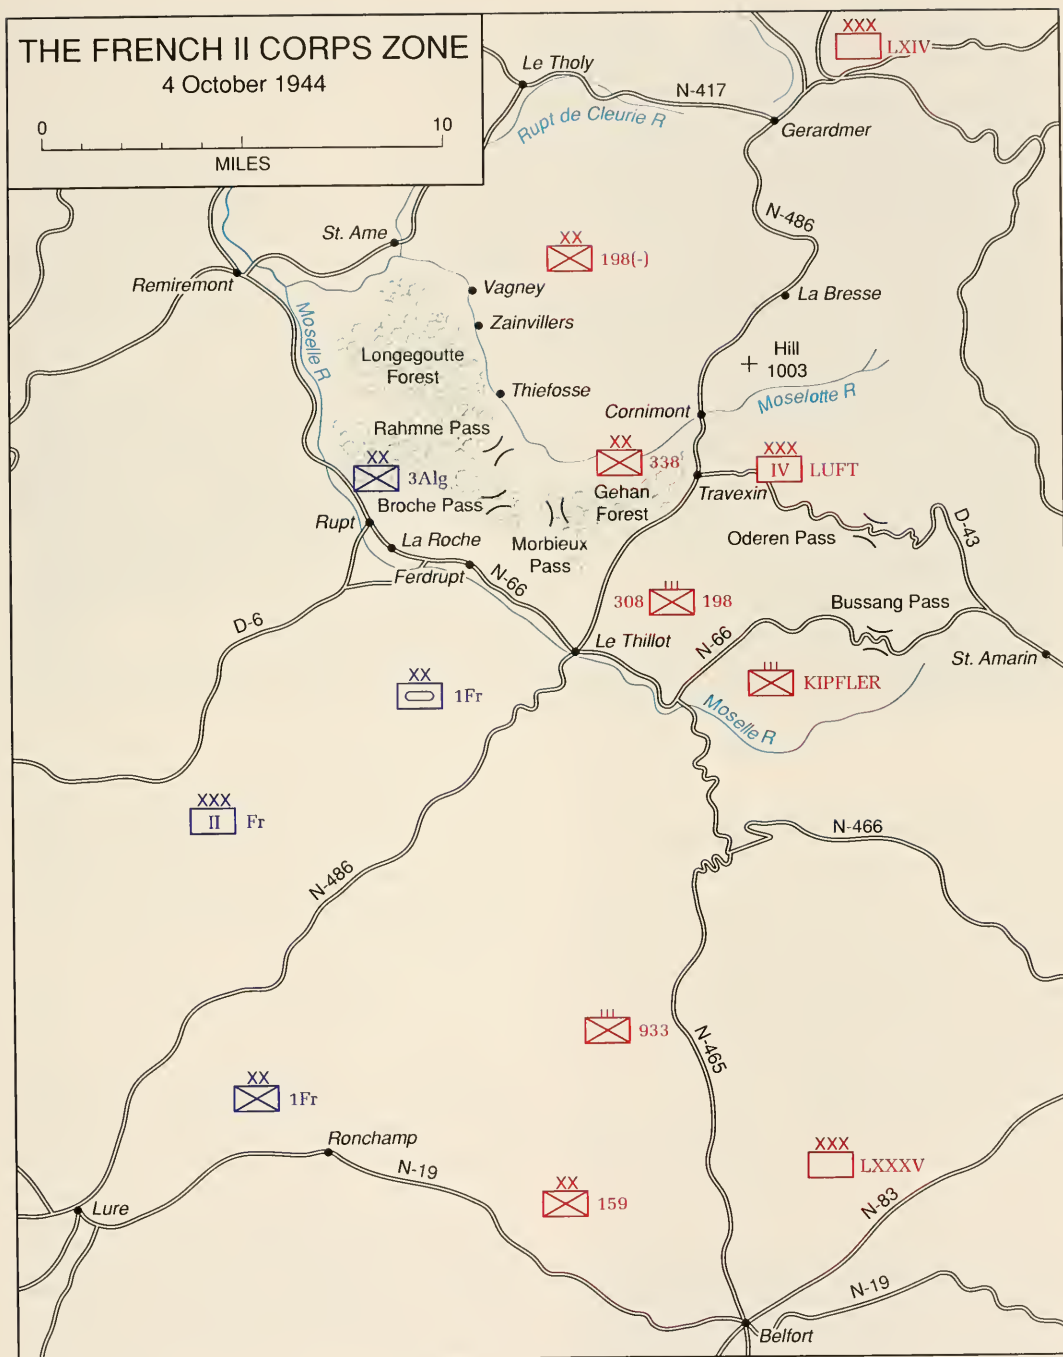 THE FRENCH II CORPS ZONE
4 October 1944
0 10
MILES
XXX
LXIV
Le Tholy
N-417
Rupt de Cleurie R
Gerardmer
N-486
St. Ame
XX
198(-)
Remiremont
Vagney
La Bresse
Moselle R
Zainvillers
Longegoutte
Forest
Hill
1003
Thiefosse
Moselotte R
Cornimont
Rahmne Pass
XX
338
XXX
IV LUFT
XX
3Alg
Gehan
Forest
Travexin
Broche Pass
Rupt
La Roche
Morbieux
Pass
Oderen Pass
D-43
Ferdrupt
N-66
III
308 198
Bussang Pass
D-6
Le Thillot
N-66
St. Amarin
XX
1Fr
III
KIPFLER
Moselle R
XXX
II Fr
N-466
N-486
III
933
N-465
XX
1Fr
Ronchamp
XXX
LXXXV
N-19
XX
159
N-83
Lure
N-19
Belfort